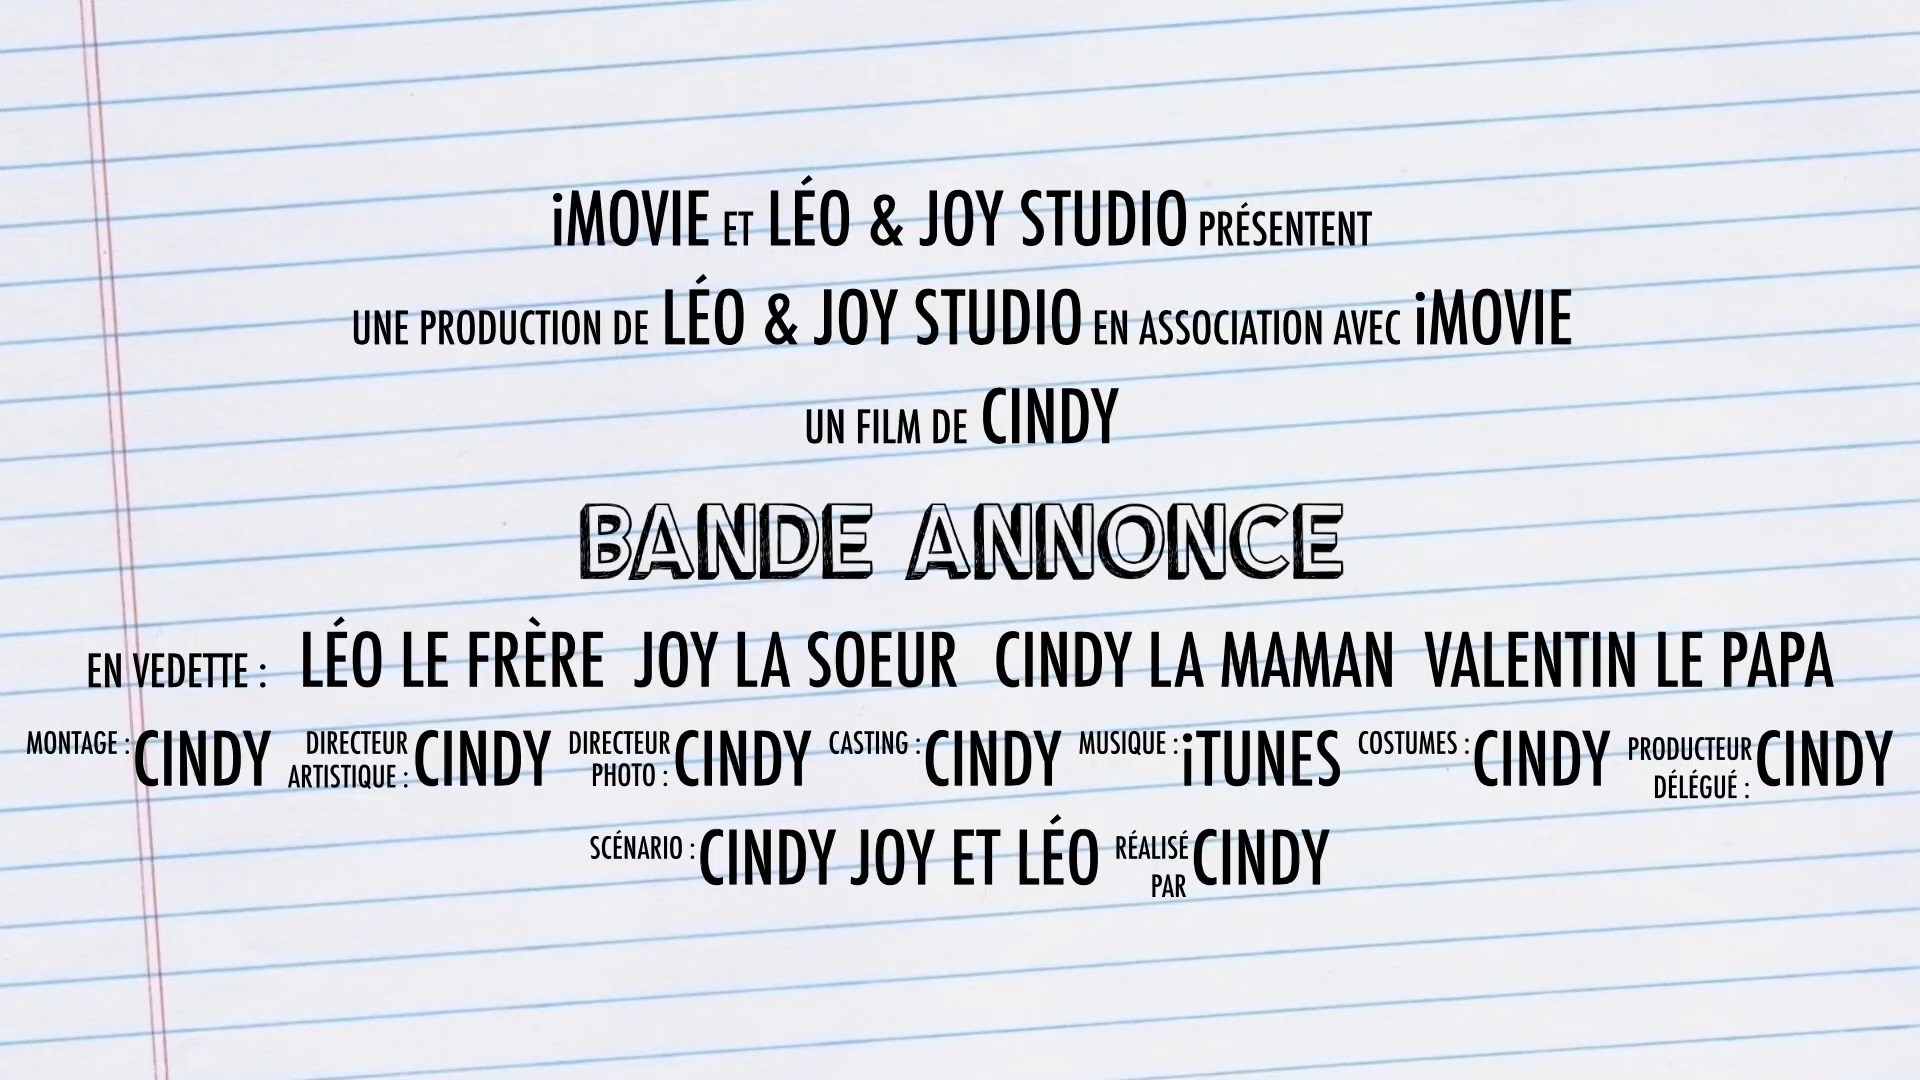 iMOVIE ET LÉO & JOY STUDIO PRÉSENTENT
UNE PRODUCTION DE LÉO & JOY STUDIO EN ASSOCIATION AVEC iMOVIE
UN FILM DE CINDY
BANDE ANNONCE
EN VEDETTE : LÉO LE FRÈRE JOY LA SOEUR CINDY LA MAMAN VALENTIN LE PAPA
MONTAGE : CINDY DIRECTEUR ARTISTIQUE : CINDY DIRECTEUR PHOTO : CINDY CASTING : CINDY MUSIQUE : iTUNES COSTUMES : CINDY PRODUCTEUR DÉLÉGUÉ : CINDY
SCÉNARIO : CINDY JOY ET LÉO RÉALISÉ PAR CINDY